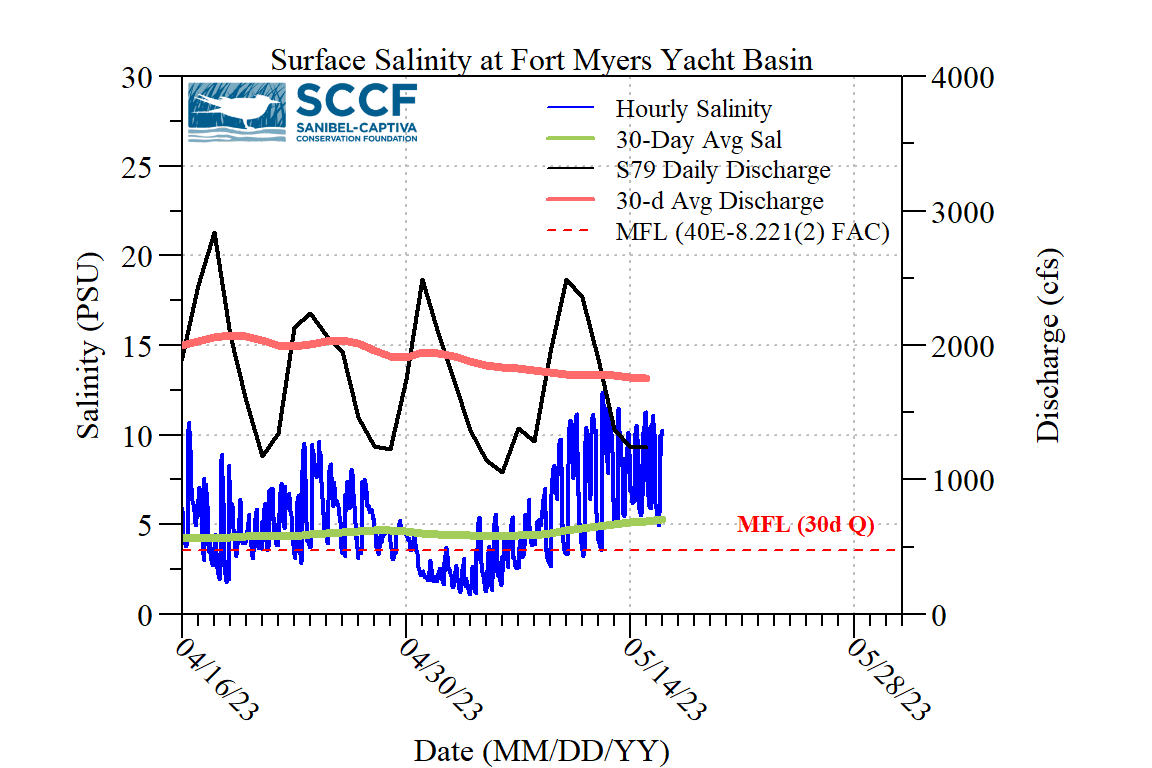 Surface Salinity at Fort Myers Yacht Basin
SCCF
SANIBEL-CAPTIVA
CONSERVATION FOUNDATION
Hourly Salinity
30-Day Avg Sal
S79 Daily Discharge
30-d Avg Discharge
MFL (40E-8.221(2) FAC)
30
25
20
15
10
5
0
Salinity (PSU)
4000
3000
2000
1000
0
Discharge (cfs)
MFL (30d Q)
04/16/23
04/30/23
05/14/23
05/28/23
Date (MM/DD/YY)